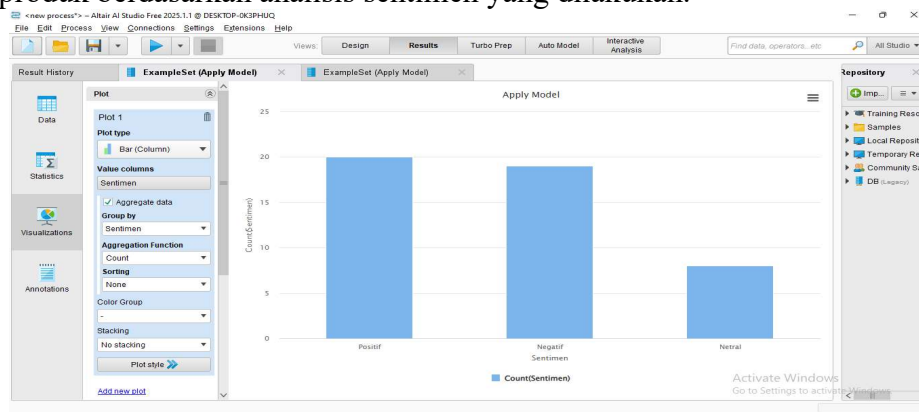 produk berdasarkan analisis sentimen yang dilakukan.
<new process*> – Altair AI Studio Free 2025.1.1 @ DESKTOP-0K3PHUQ
File Edit Process View Connections Settings Extensions Help
Views: Design Results Turbo Prep Auto Model Interactive Analysis Find data, operators...etc All Studio
Result History ExampleSet (Apply Model) ExampleSet (Apply Model) Repository
Data
Statistics
Visualizations
Annotations
Plot
Plot 1
Plot type
Bar (Column)
Value columns
Sentimen
Aggregate data
Group by
Sentimen
Aggregation Function
Count
Sorting
None
Color Group
-
Stacking
No stacking
Plot style
Add new plot
Apply Model
Count(Sentimen)
25
20
15
10
5
0
Positif Negatif Netral
Sentimen
Count(Sentimen)
Imp...
Training Reso
Samples
Local Reposit
Temporary Re
Community Sa
DB (Legacy)
Activate Windows
Go to Settings to activate Windows.